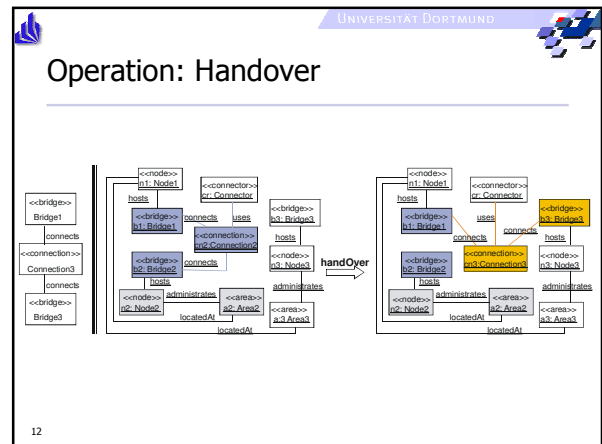 UNIVERSITÄT DORTMUND
Operation: Handover
<<bridge>>
Bridge1
connects
<<connection>>
Connection3
connects
<<bridge>>
Bridge3
<<node>>
n1: Node1
hosts
<<connector>>
cr: Connector
<<bridge>>
b1: Bridge1
connects
uses
<<connection>>
cn2:Connection2
<<bridge>>
b2: Bridge2
connects
hosts
<<node>>
n2: Node2
administrates
<<area>>
a2: Area2
locatedAt
locatedAt
<<bridge>>
b3: Bridge3
hosts
<<node>>
n3: Node3
administrates
<<area>>
a:3 Area3
handOver
<<node>>
n1: Node1
hosts
<<connector>>
cr: Connector
<<bridge>>
b1: Bridge1
uses
connects
connects
<<connection>>
cn3:Connection3
<<bridge>>
b2: Bridge2
hosts
<<node>>
n2: Node2
administrates
<<area>>
a2: Area2
locatedAt
locatedAt
<<bridge>>
b3: Bridge3
hosts
<<node>>
n3: Node3
administrates
<<area>>
a3: Area3
12